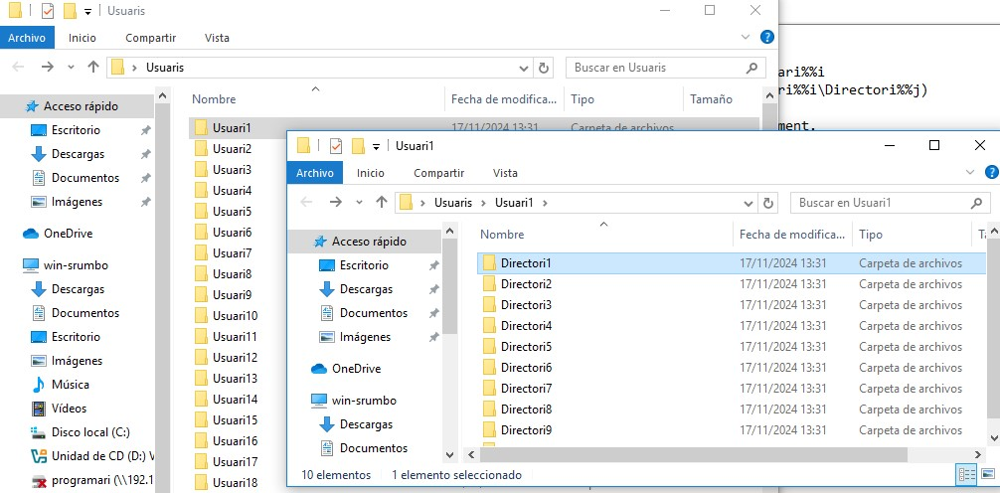 Usuaris
Archivo Inicio Compartir Vista
Usuaris
Buscar en Usuaris
Nombre Fecha de modifica... Tipo Tamaño
Acceso rápido
Escritorio
Descargas
Documentos
Imágenes
OneDrive
win-srumbo
Descargas
Documentos
Escritorio
Imágenes
Música
Vídeos
Disco local (C:)
Unidad de CD (D:) V
programari (\\192.1
Usuari1 17/11/2024 13:31 Carpeta de archivos
Usuari2
Usuari3
Usuari4
Usuari5
Usuari6
Usuari7
Usuari8
Usuari9
Usuari10
Usuari11
Usuari12
Usuari13
Usuari14
Usuari15
Usuari16
Usuari17
Usuari18
ari%%i
ri%%i\Directori%%j)
ment.
Usuari1
Archivo Inicio Compartir Vista
Usuaris Usuari1
Buscar en Usuari1
Nombre Fecha de modifica... Tipo Ta
Acceso rápido
Escritorio
Descargas
Documentos
Imágenes
OneDrive
win-srumbo
Descargas
Documentos
Directori1 17/11/2024 13:31 Carpeta de archivos
Directori2 17/11/2024 13:31 Carpeta de archivos
Directori3 17/11/2024 13:31 Carpeta de archivos
Directori4 17/11/2024 13:31 Carpeta de archivos
Directori5 17/11/2024 13:31 Carpeta de archivos
Directori6 17/11/2024 13:31 Carpeta de archivos
Directori7 17/11/2024 13:31 Carpeta de archivos
Directori8 17/11/2024 13:31 Carpeta de archivos
Directori9 17/11/2024 13:31 Carpeta de archivos
10 elementos 1 elemento seleccionado